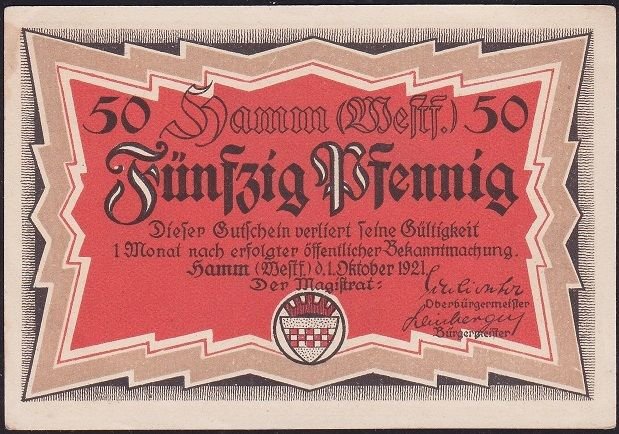 50 Hamm (Westf.) 50
Fünfzig Pfennig
Dieser Gutschein verliert seine Gültigkeit
1 Monat nach erfolgter öffentlicher Bekanntmachung.
Hamm (Westf.) d. 1. Oktober 1921
Der Magistrat:
Oberbürgermeister
Bürgermeister